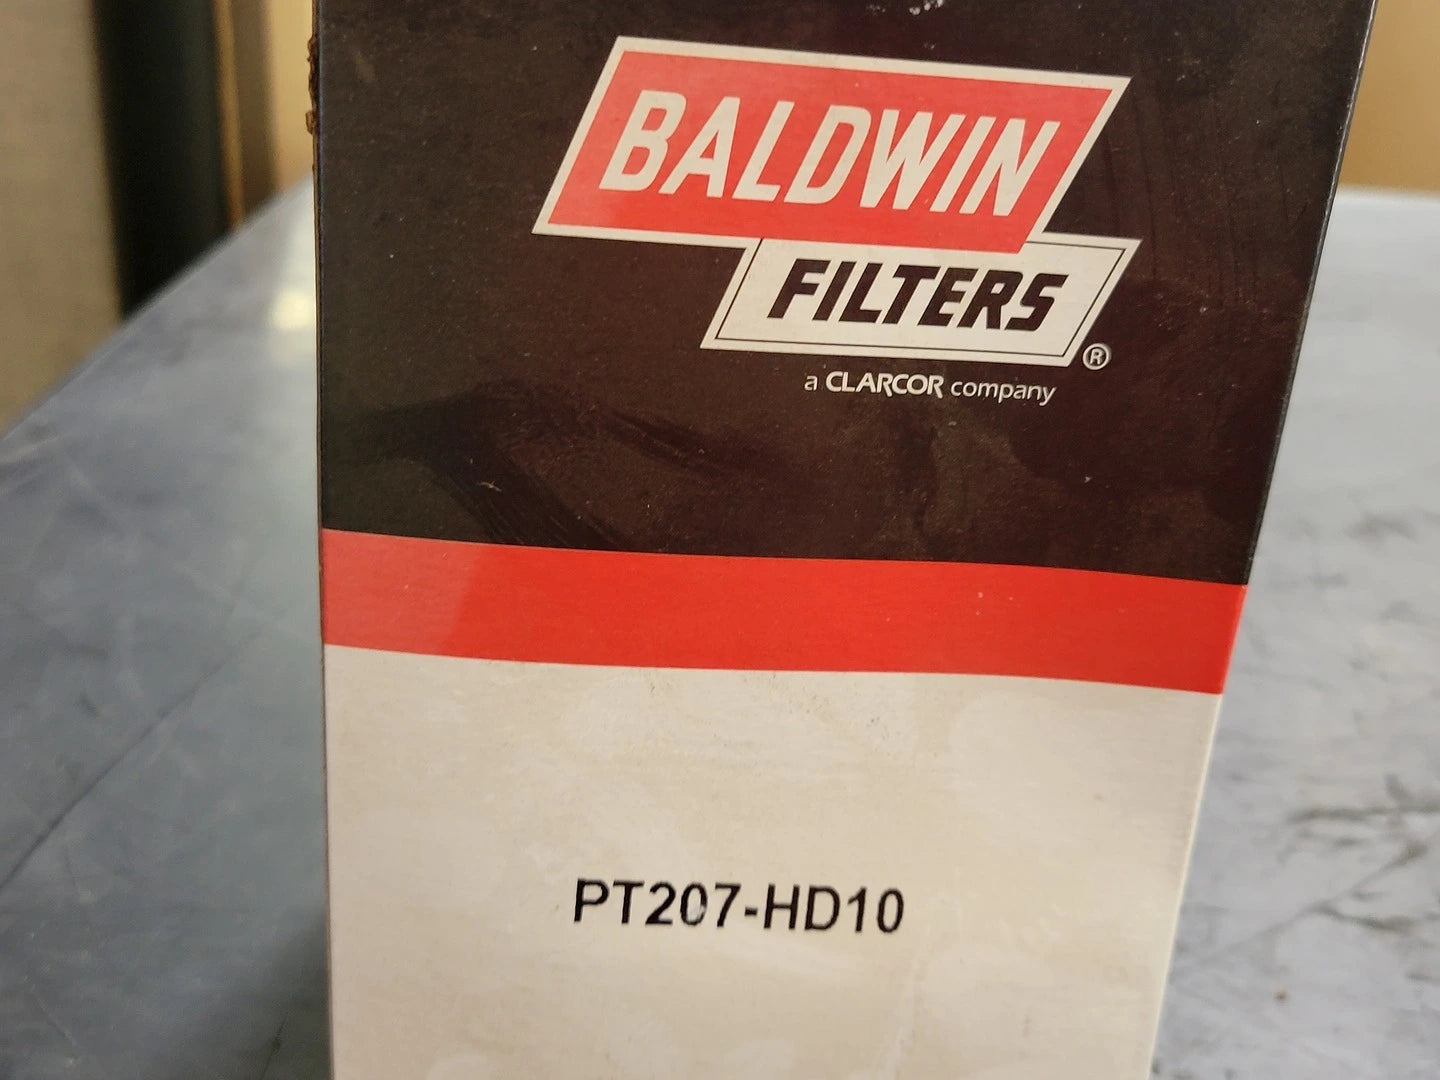 BALDWIN
FILTERS
®
a CLARCOR company
PT207-HD10